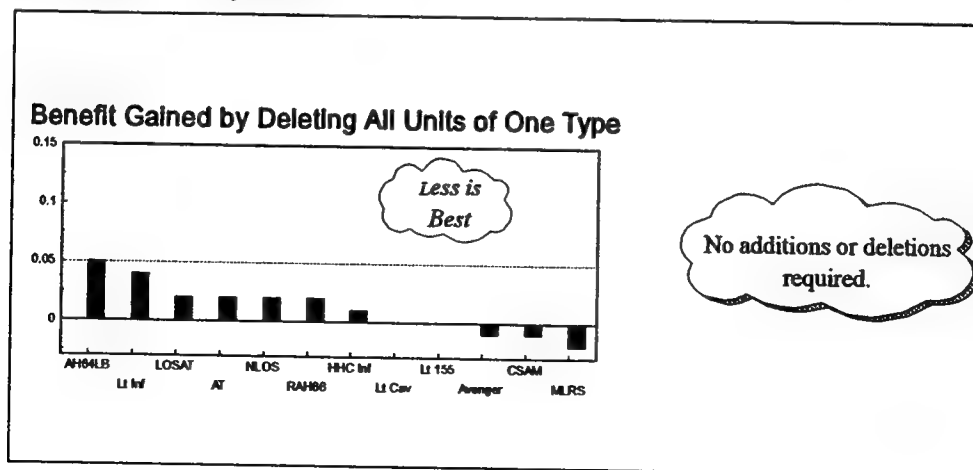 Benefit Gained by Deleting All Units of One Type
0.15
0.1
0.05
0
Less is
Best
AH64LB
Lt Inf
LOSAT
AT
NLOS
RAH66
HHC Inf
Lt Cav
Lt 155
Avenger
CSAM
MLRS
No additions or deletions
required.